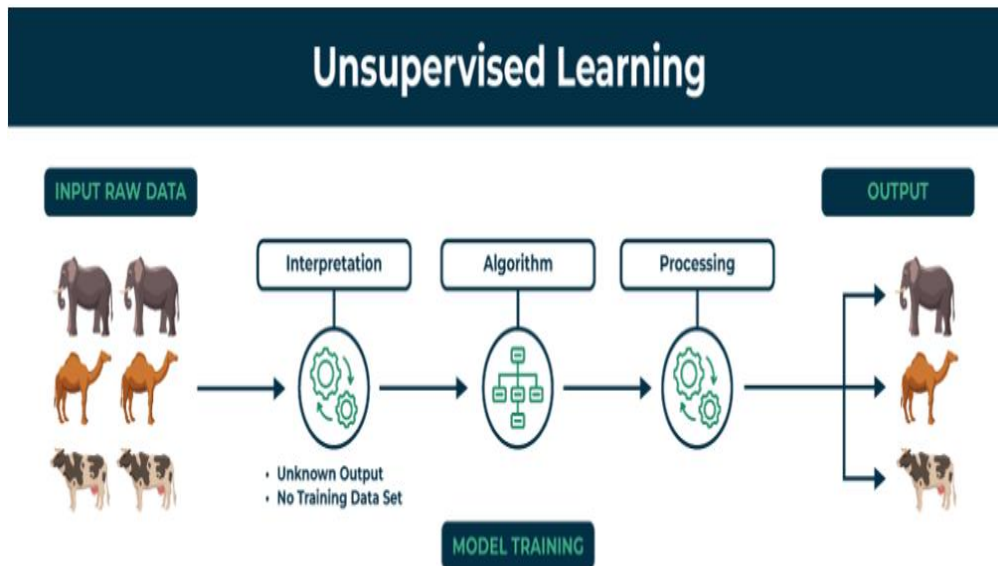 Unsupervised Learning
INPUT RAW DATA
OUTPUT
Interpretation
Algorithm
Processing
• Unknown Output
• No Training Data Set
MODEL TRAINING